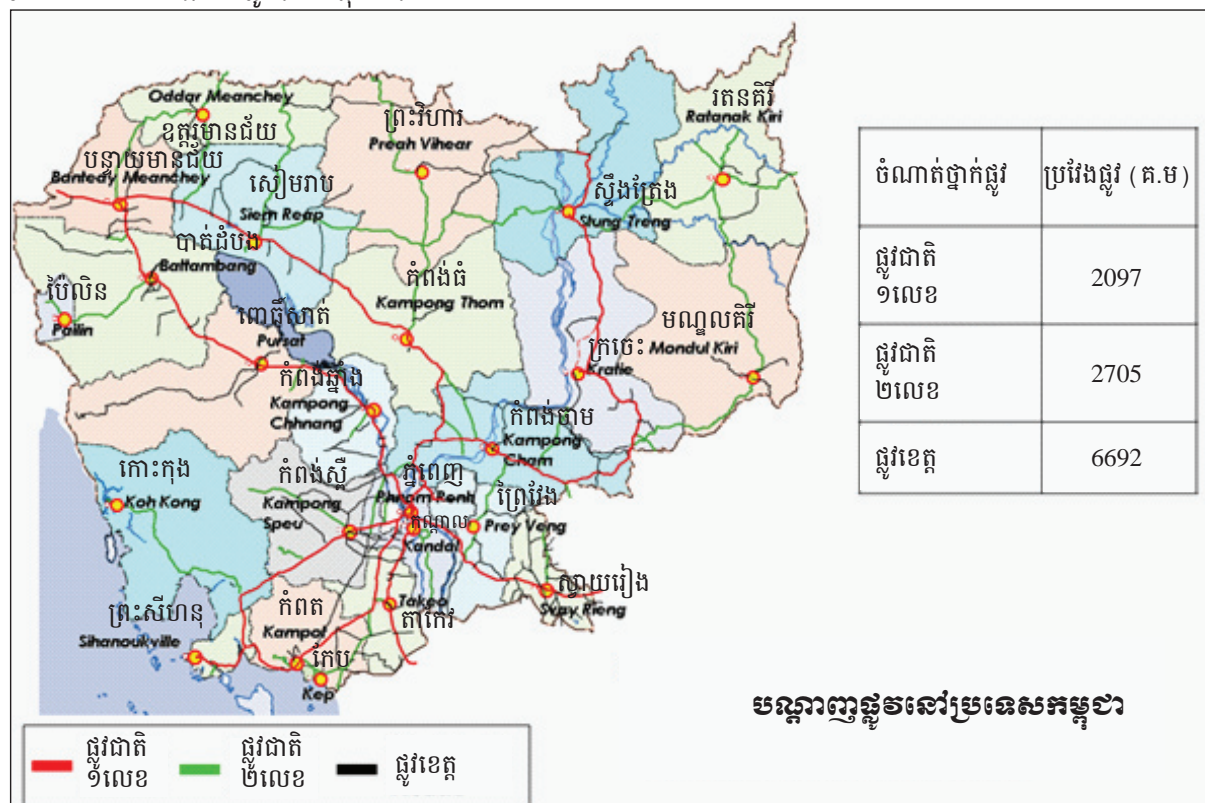 Oddar Meanchey
ឧត្តរមានជ័យ
បន្ទាយមានជ័យ
Banteay Meanchey
ព្រះវិហារ
Preah Vihear
រតនគិរី
Ratanak Kiri
សៀមរាប
Siem Reap
ស្ទឹងត្រែង
Stung Treng
បាត់ដំបង
Battambang
ប៉ៃលិន
Pailin
កំពង់ធំ
Kampong Thom
ពោធិ៍សាត់
Pursat
មណ្ឌលគិរី
Mondul Kiri
ក្រចេះ
Kratie
កំពង់ឆ្នាំង
Kampong
Chhnang
កំពង់ចាម
Kampong
Cham
កោះកុង
Koh Kong
កំពង់ស្ពឺ
Kampong
Speu
ភ្នំពេញ
Phnom Penh
កណ្តាល
Kandal
ព្រៃវែង
Prey Veng
ស្វាយរៀង
Svay Rieng
ព្រះសីហនុ
Sihanoukville
កំពត
Kampot
Takeo
តាកែវ
កែប
Kep
ចំណាត់ថ្នាក់ផ្លូវ ប្រវែងផ្លូវ (គ.ម)
ផ្លូវជាតិ
១លេខ 2097
ផ្លូវជាតិ
២លេខ 2705
ផ្លូវខេត្ត 6692
បណ្តាញផ្លូវនៅប្រទេសកម្ពុជា
ផ្លូវជាតិ
១លេខ
ផ្លូវជាតិ
២លេខ
ផ្លូវខេត្ត